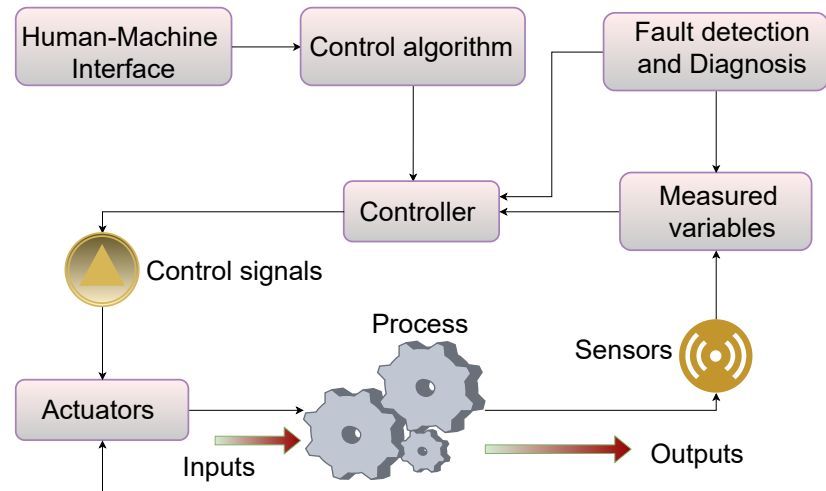 Human-Machine
Interface
Control algorithm
Fault detection
and Diagnosis
Controller
Measured
variables
Control signals
Process
Sensors
Actuators
Inputs
Outputs